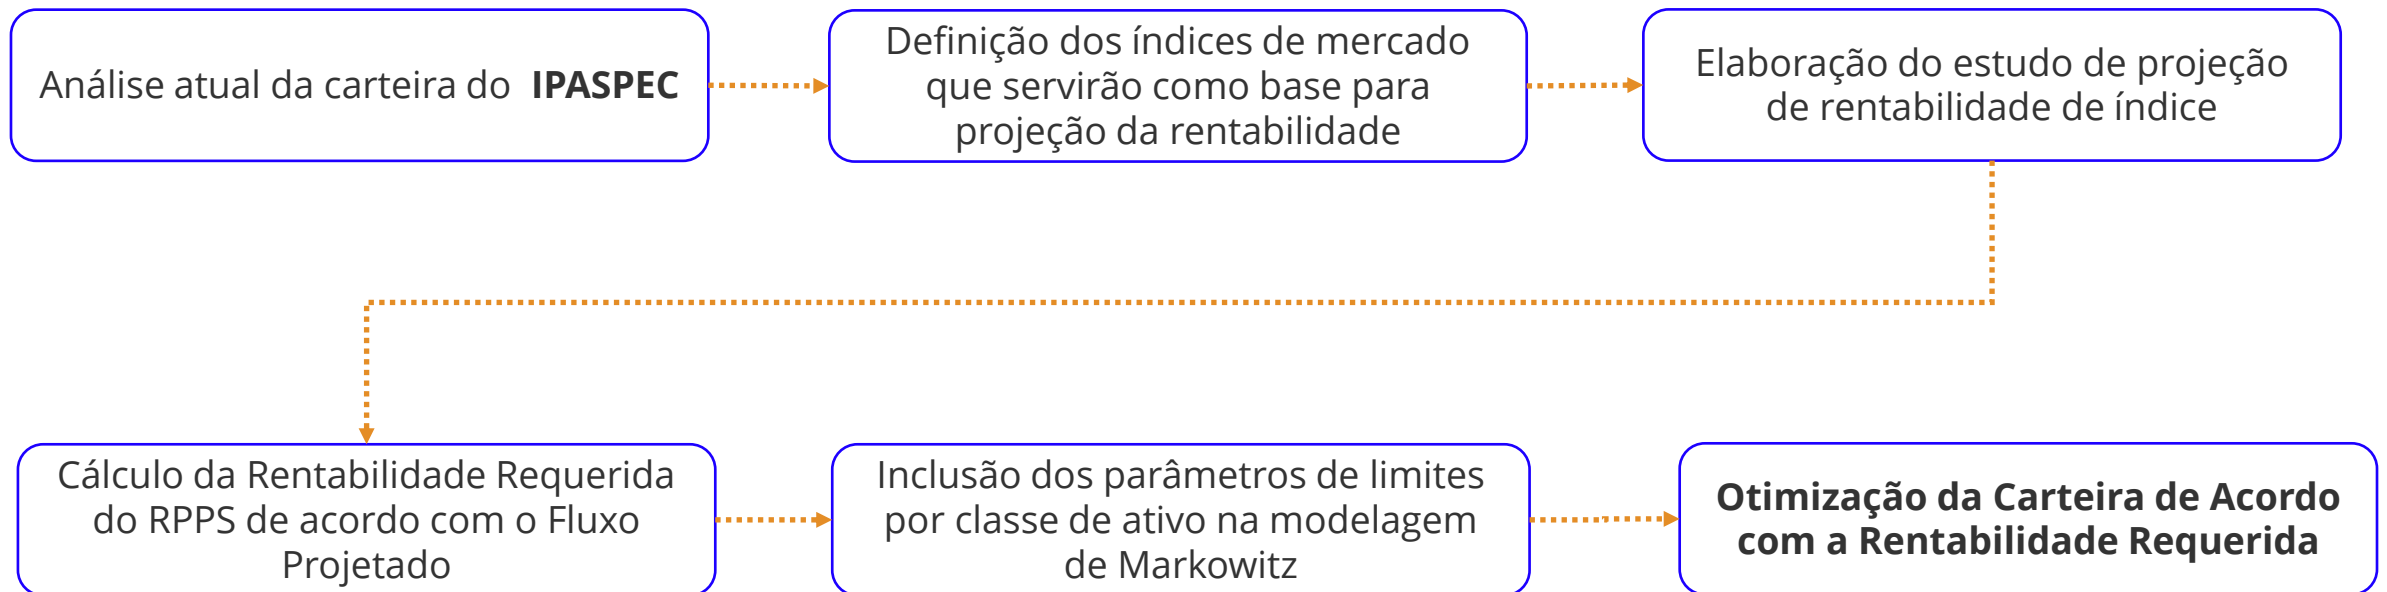 Análise atual da carteira do IPASPEC
Definição dos índices de mercado
que servirão como base para
projeção da rentabilidade
Elaboração do estudo de projeção
de rentabilidade de índice
Cálculo da Rentabilidade Requerida
do RPPS de acordo com o Fluxo
Projetado
Inclusão dos parâmetros de limites
por classe de ativo na modelagem
de Markowitz
Otimização da Carteira de Acordo
com a Rentabilidade Requerida